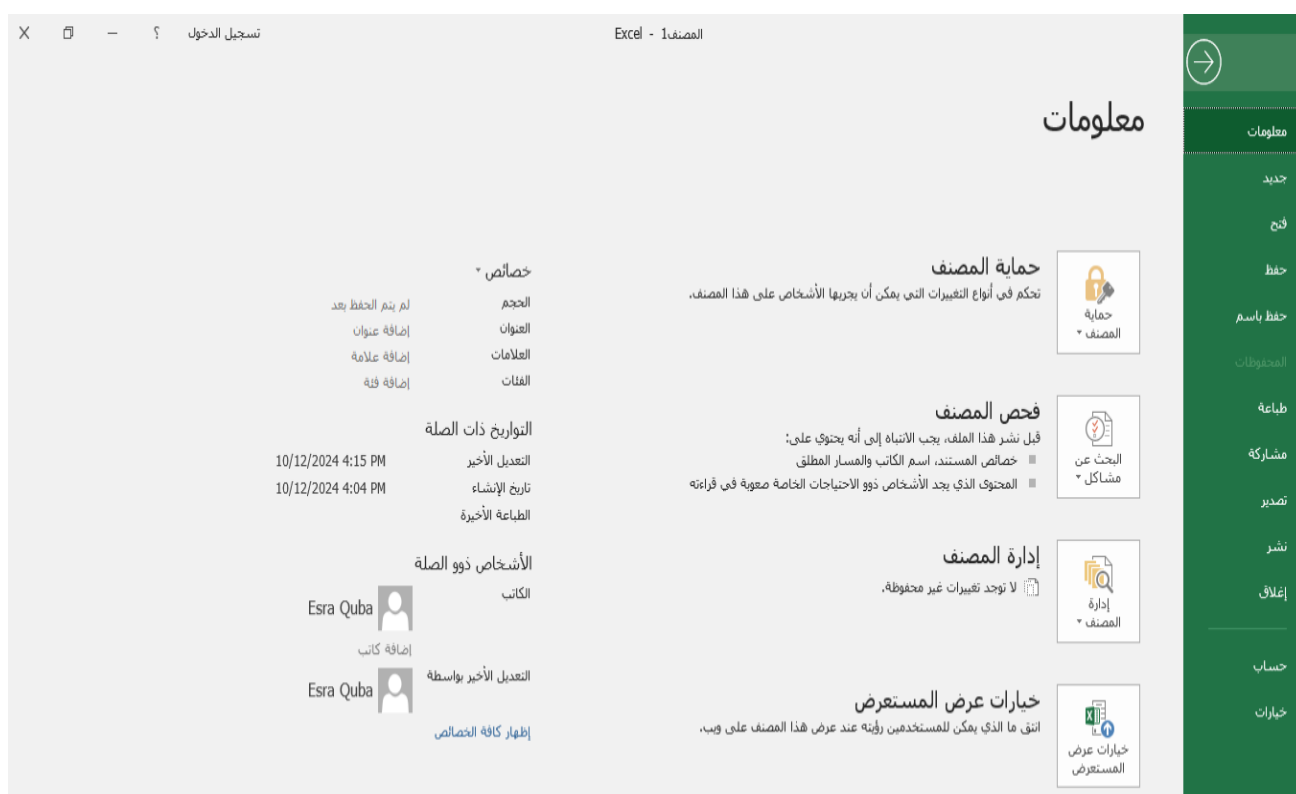 المصنف1 - Excel
تسجيل الدخول
؟
معلومات
جديد
فتح
حفظ
حفظ باسم
المحفوظات
طباعة
مشاركة
تصدير
نشر
إغلاق
حساب
خيارات
معلومات
حماية
المصنف
حماية المصنف
تحكم في أنواع التغييرات التي يمكن أن يجريها الأشخاص على هذا المصنف.
البحث عن
مشاكل
فحص المصنف
قبل نشر هذا الملف، يجب الانتباه إلى أنه يحتوي على:
خصائص المستند، اسم الكاتب والمسار المطلق
المحتوى الذي يجد الأشخاص ذوو الاحتياجات الخاصة صعوبة في قراءته
إدارة
المصنف
إدارة المصنف
لا توجد تغييرات غير محفوظة.
خيارات عرض
المستعرض
خيارات عرض المستعرض
انتق ما الذي يمكن للمستخدمين رؤيته عند عرض هذا المصنف على ويب.
خصائص
الحجم لم يتم الحفظ بعد
العنوان إضافة عنوان
العلامات إضافة علامة
الفئات إضافة فئة
التواريخ ذات الصلة
التعديل الأخير 10/12/2024 4:15 PM
تاريخ الإنشاء 10/12/2024 4:04 PM
الطباعة الأخيرة
الأشخاص ذوو الصلة
الكاتب Esra Quba
إضافة كاتب
التعديل الأخير بواسطة Esra Quba
إظهار كافة الخصائص